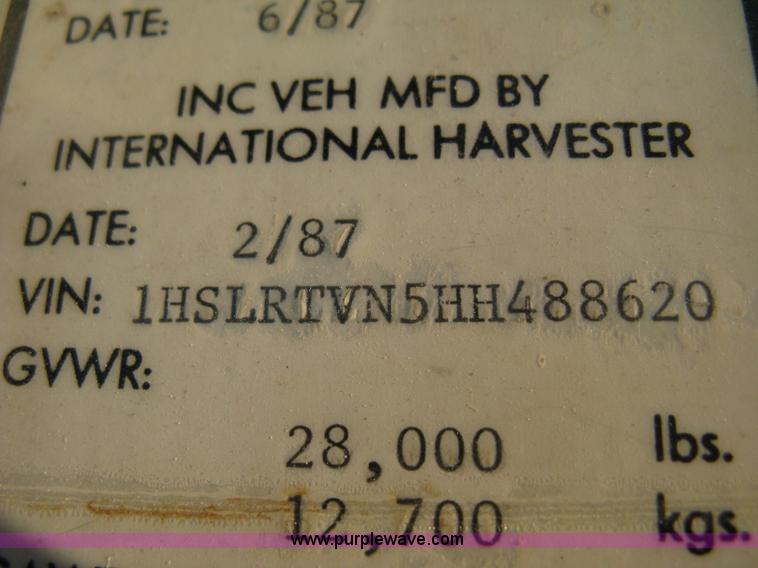 DATE: 6/87
INC VEH MFD BY
INTERNATIONAL HARVESTER
DATE: 2/87
VIN: 1HSLRTVN5HH488620
GVWR:
28,000 lbs.
12,700 kgs.
www.purplewave.com